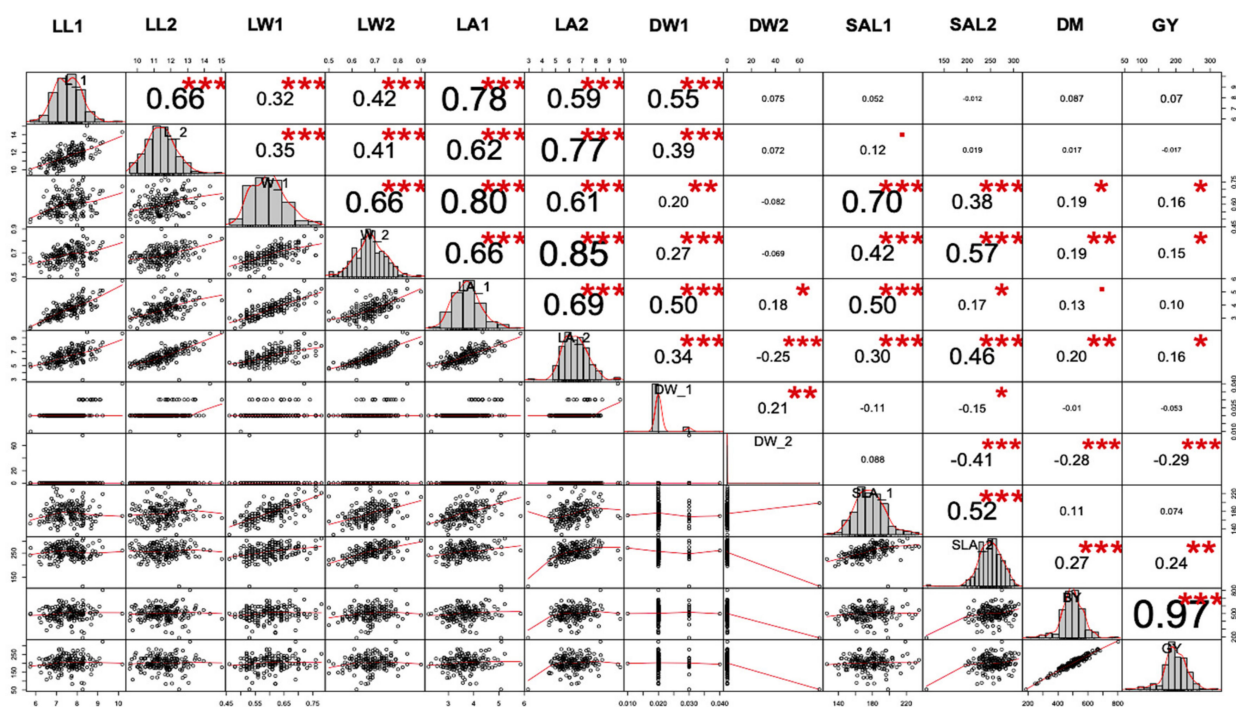 LL1 LL2 LW1 LW2 LA1 LA2 DW1 DW2 SAL1 SAL2 DM GY
10 11 12 13 14 15 0.5 0.6 0.7 0.8 0.9 3 4 5 6 7 8 9 10 0 20 40 60 150 200 250 300 50 200 300
L_1 0.66 *** 0.32 *** 0.42 *** 0.78 *** 0.59 *** 0.55 *** 0.075 0.052 -0.012 0.087 0.07
L_2 0.35 *** 0.41 *** 0.62 *** 0.77 *** 0.39 *** 0.072 0.12 0.019 0.017 -0.017
W_1 0.66 *** 0.80 *** 0.61 *** 0.20 ** -0.082 0.70 *** 0.38 *** 0.19 * 0.16 *
W_2 0.66 *** 0.85 *** 0.27 *** -0.069 0.42 *** 0.57 *** 0.19 ** 0.15 *
LA_1 0.69 *** 0.50 *** 0.18 * 0.50 *** 0.17 * 0.13 0.10
LA_2 0.34 *** -0.25 *** 0.30 *** 0.46 *** 0.20 ** 0.16 *
DW_1 0.21 ** -0.11 -0.15 * -0.01 -0.053
DW_2 0.088 -0.41 *** -0.28 *** -0.29 ***
SLA_1 0.52 *** 0.11 0.074
SLA_2 0.27 *** 0.24 **
BY 0.97 ***
GY
6 7 8 9 10 0.45 0.55 0.65 0.75 3 4 5 6 0.010 0.020 0.030 0.040 140 180 220 200 400 600 800